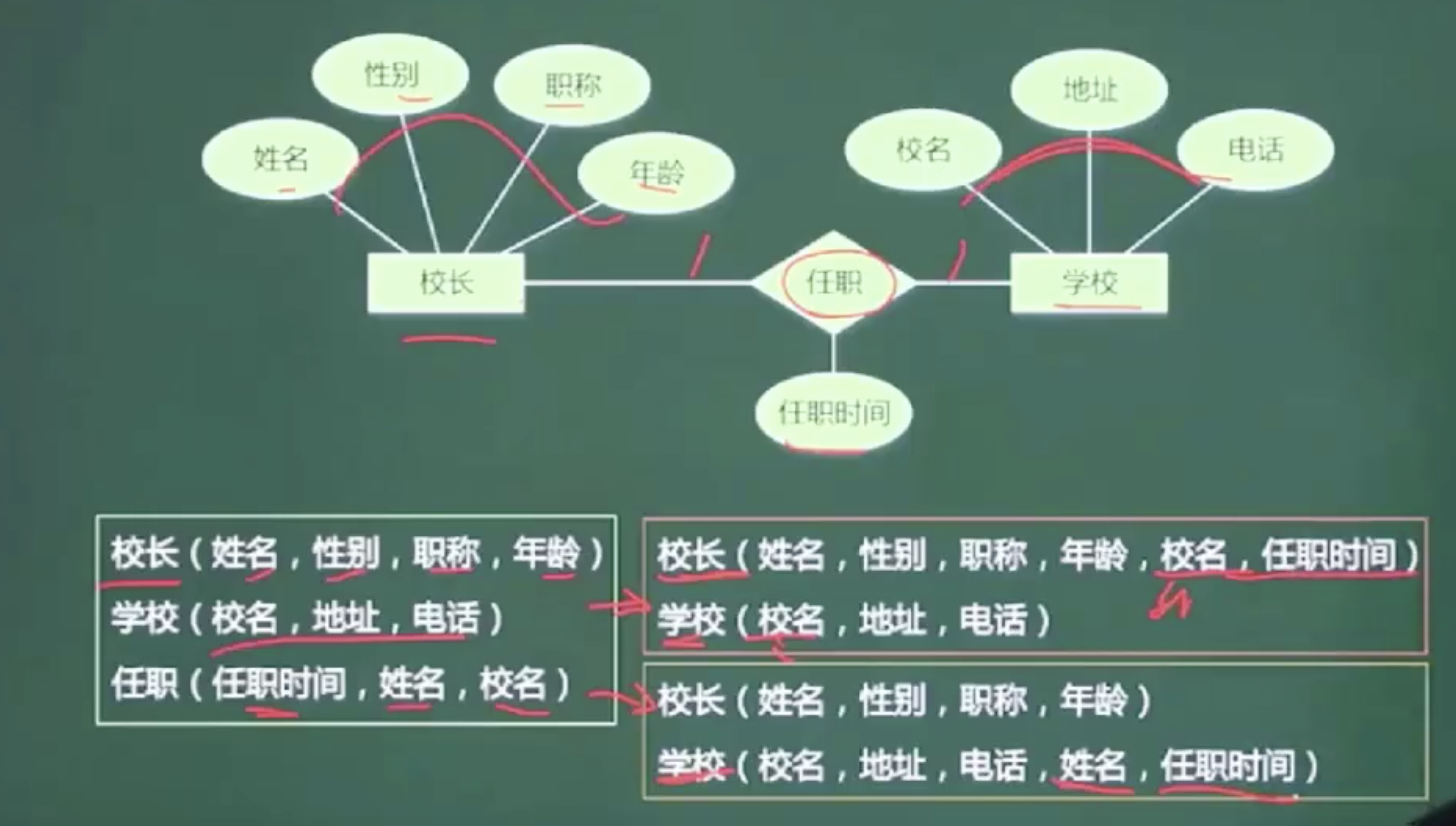 性别
职称
地址
姓名
年龄
校名
电话
校长
任职
学校
任职时间
校长（姓名，性别，职称，年龄）
学校（校名，地址，电话）
任职（任职时间，姓名，校名）
校长（姓名，性别，职称，年龄，校名，任职时间）
学校（校名，地址，电话）
校长（姓名，性别，职称，年龄）
学校（校名，地址，电话，姓名，任职时间）